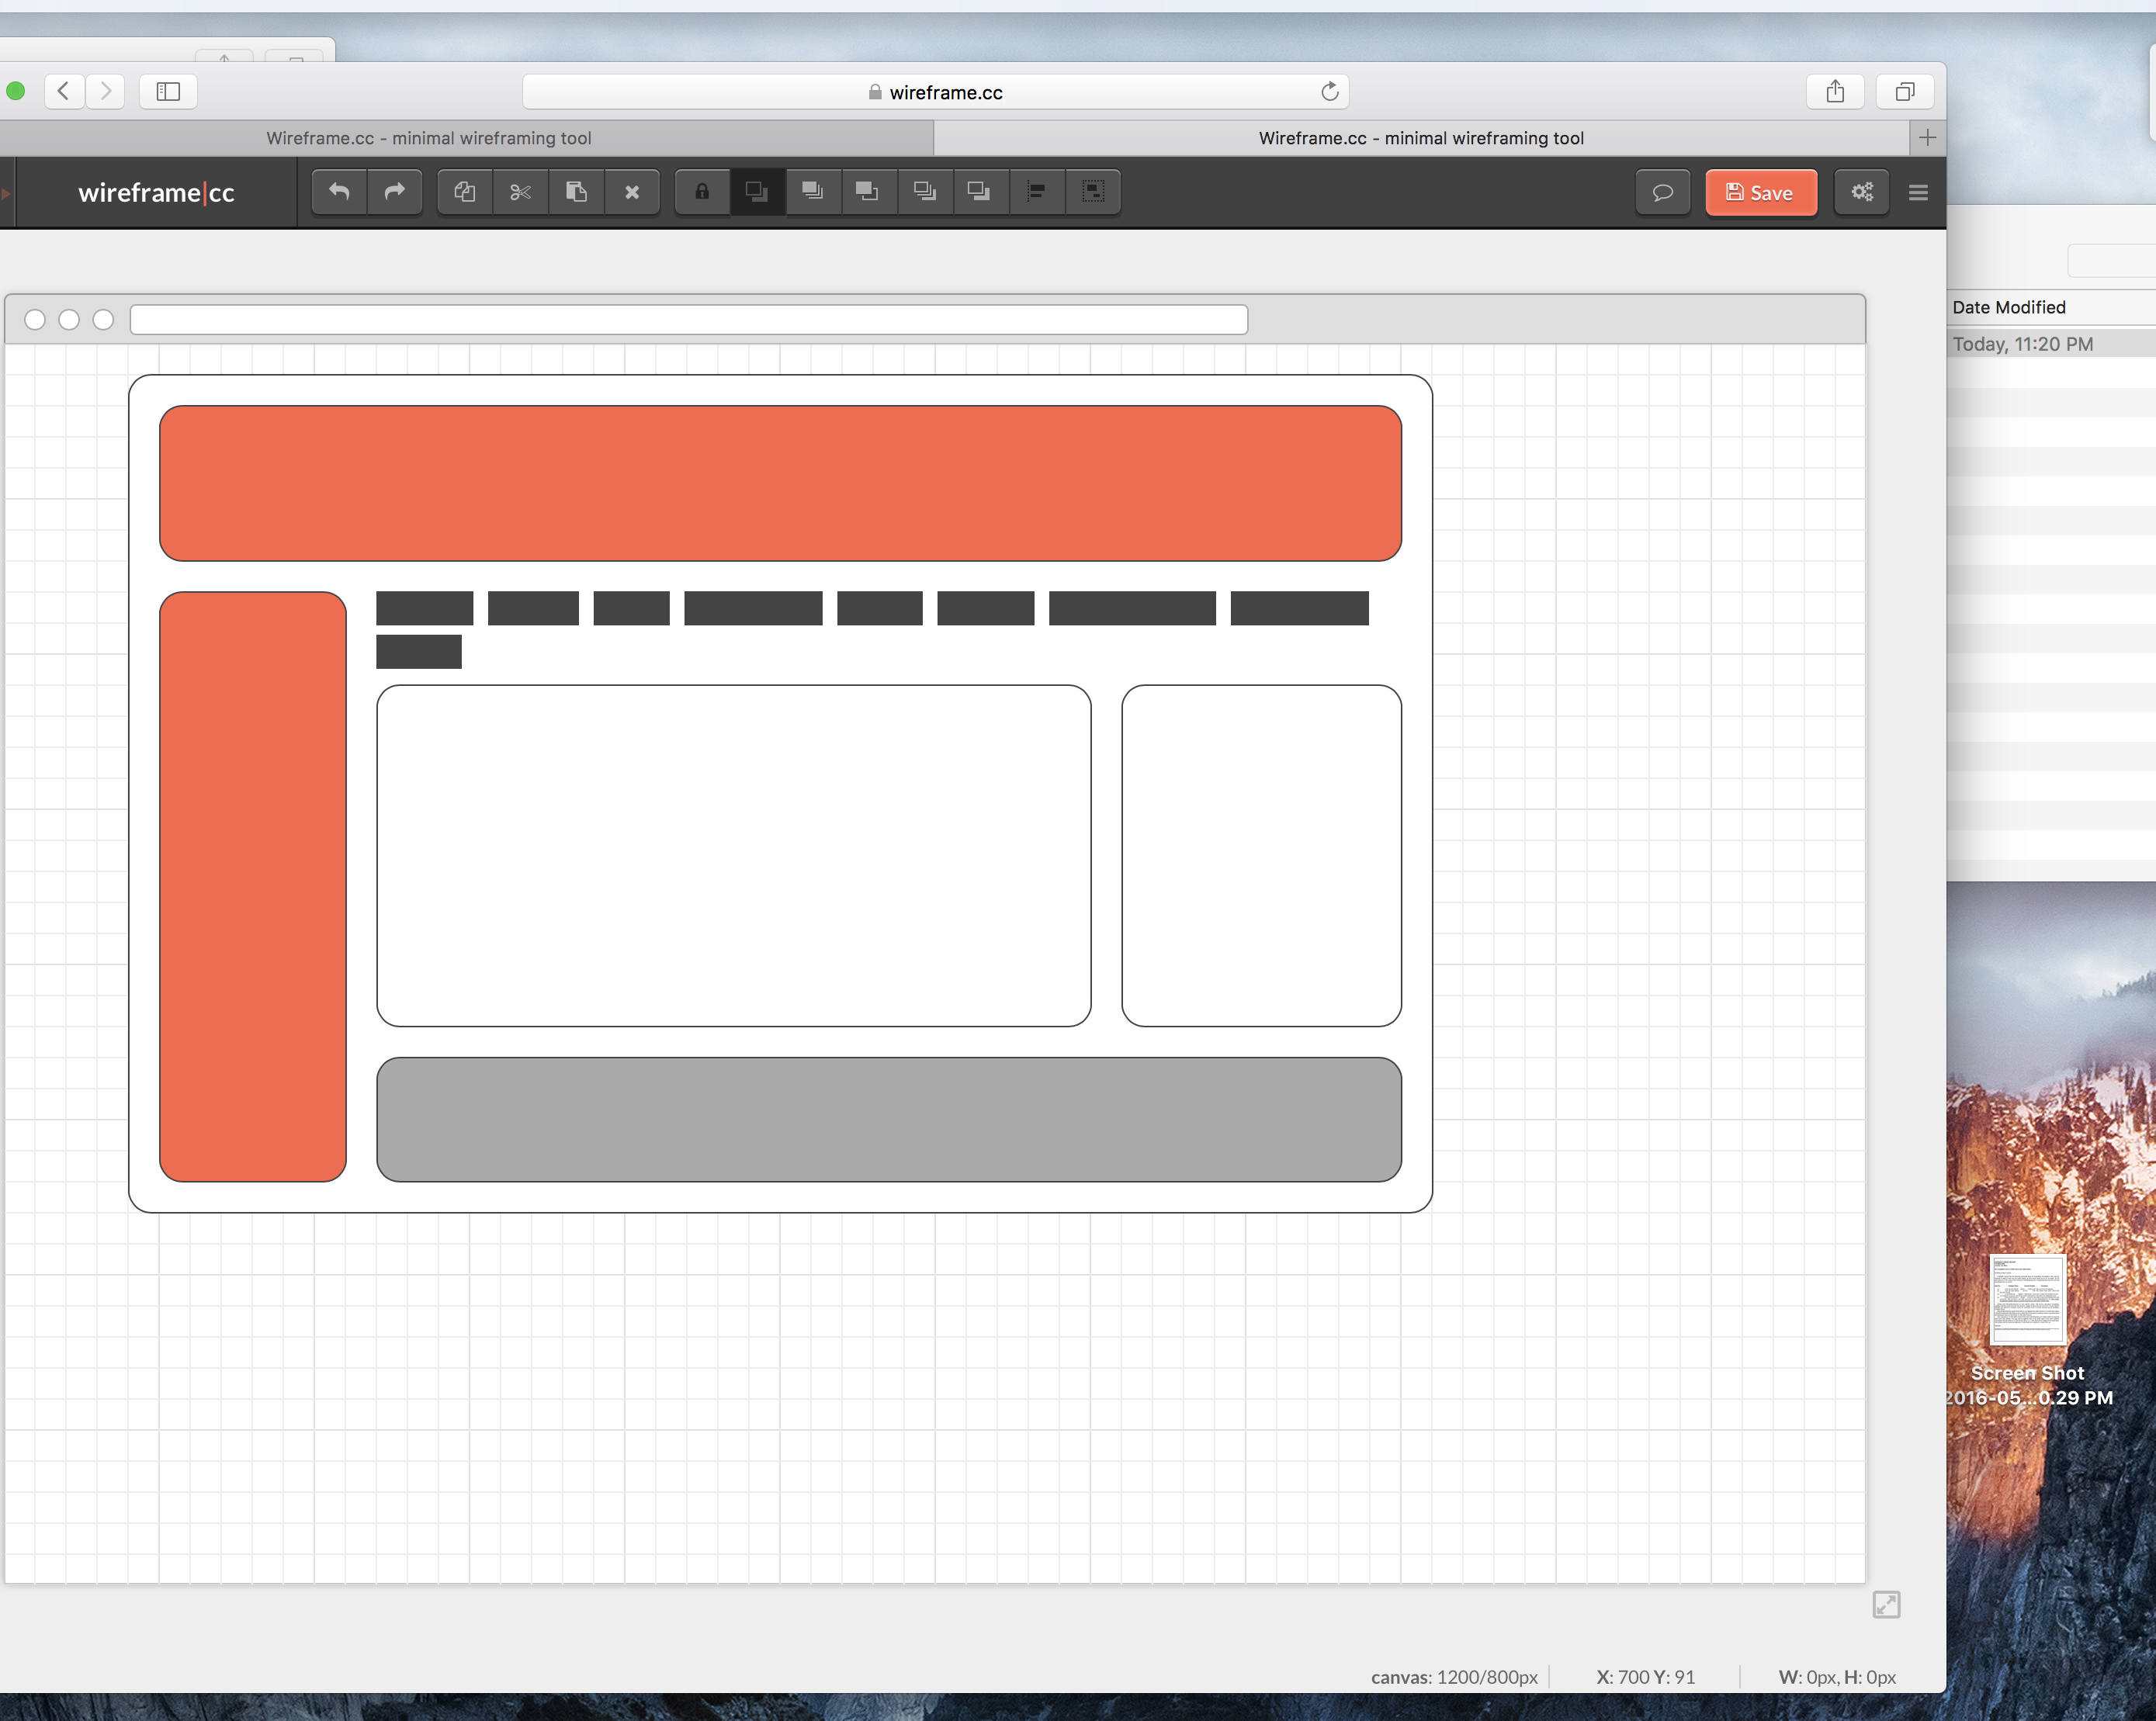 wireframe.cc
Wireframe.cc - minimal wireframing tool
Wireframe.cc - minimal wireframing tool
wireframe|cc
Save
Date Modified
Today, 11:20 PM
Screen Shot
2016-05...0.29 PM
canvas: 1200/800px
X: 700 Y: 91
W: 0px, H: 0px